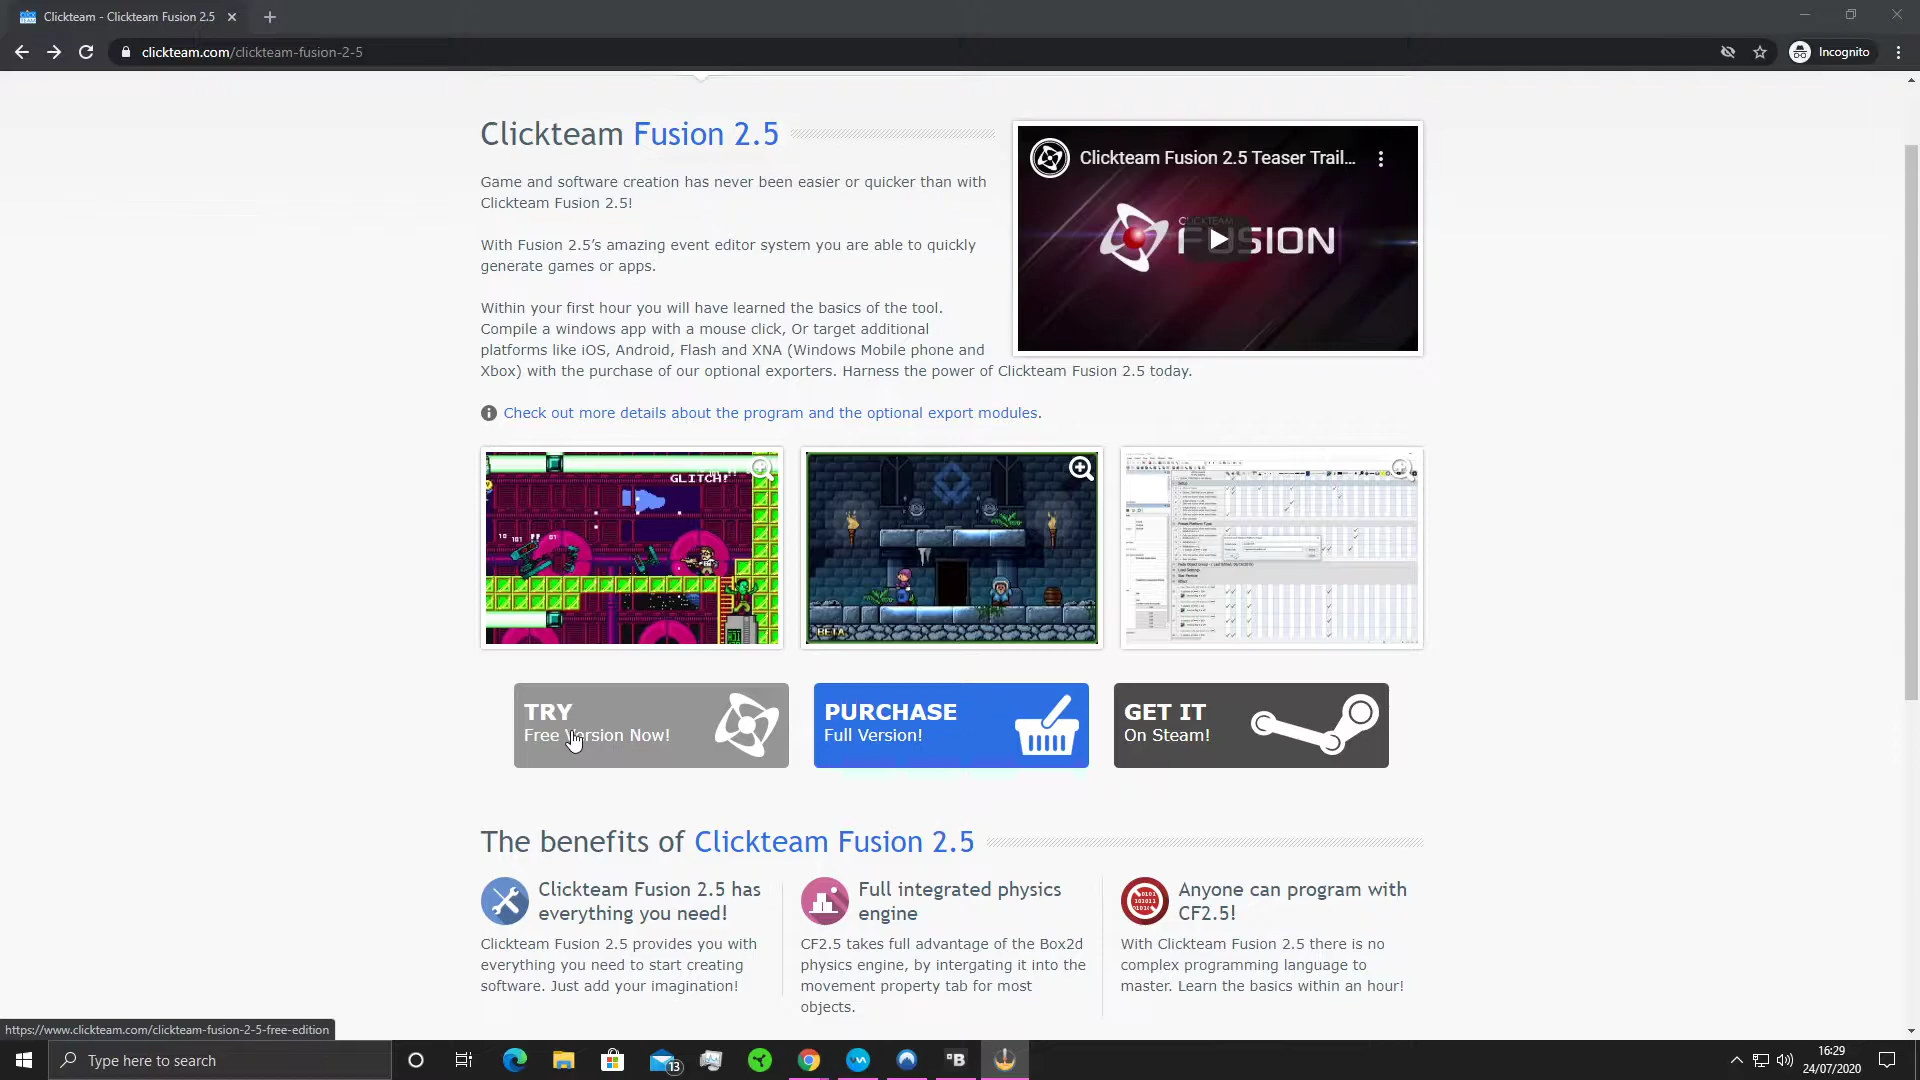 Clickteam - Clickteam Fusion 2.5
clickteam.com/clickteam-fusion-2-5
Incognito
Clickteam Fusion 2.5
Game and software creation has never been easier or quicker than with
Clickteam Fusion 2.5!
With Fusion 2.5’s amazing event editor system you are able to quickly
generate games or apps.
Within your first hour you will have learned the basics of the tool.
Compile a windows app with a mouse click, Or target additional
platforms like iOS, Android, Flash and XNA (Windows Mobile phone and
Xbox) with the purchase of our optional exporters. Harness the power of Clickteam Fusion 2.5 today.
Clickteam Fusion 2.5 Teaser Trail...
CLICKTEAM
FUSION
Check out more details about the program and the optional export modules.
GLITCH!
BETA
TRY
Free Version Now!
PURCHASE
Full Version!
GET IT
On Steam!
The benefits of Clickteam Fusion 2.5
Clickteam Fusion 2.5 has
everything you need!
Clickteam Fusion 2.5 provides you with
everything you need to start creating
software. Just add your imagination!
Full integrated physics
engine
CF2.5 takes full advantage of the Box2d
physics engine, by intergating it into the
movement property tab for most
objects.
Anyone can program with
CF2.5!
With Clickteam Fusion 2.5 there is no
complex programming language to
master. Learn the basics within an hour!
https://www.clickteam.com/clickteam-fusion-2-5-free-edition
Type here to search
13
B
16:29
24/07/2020